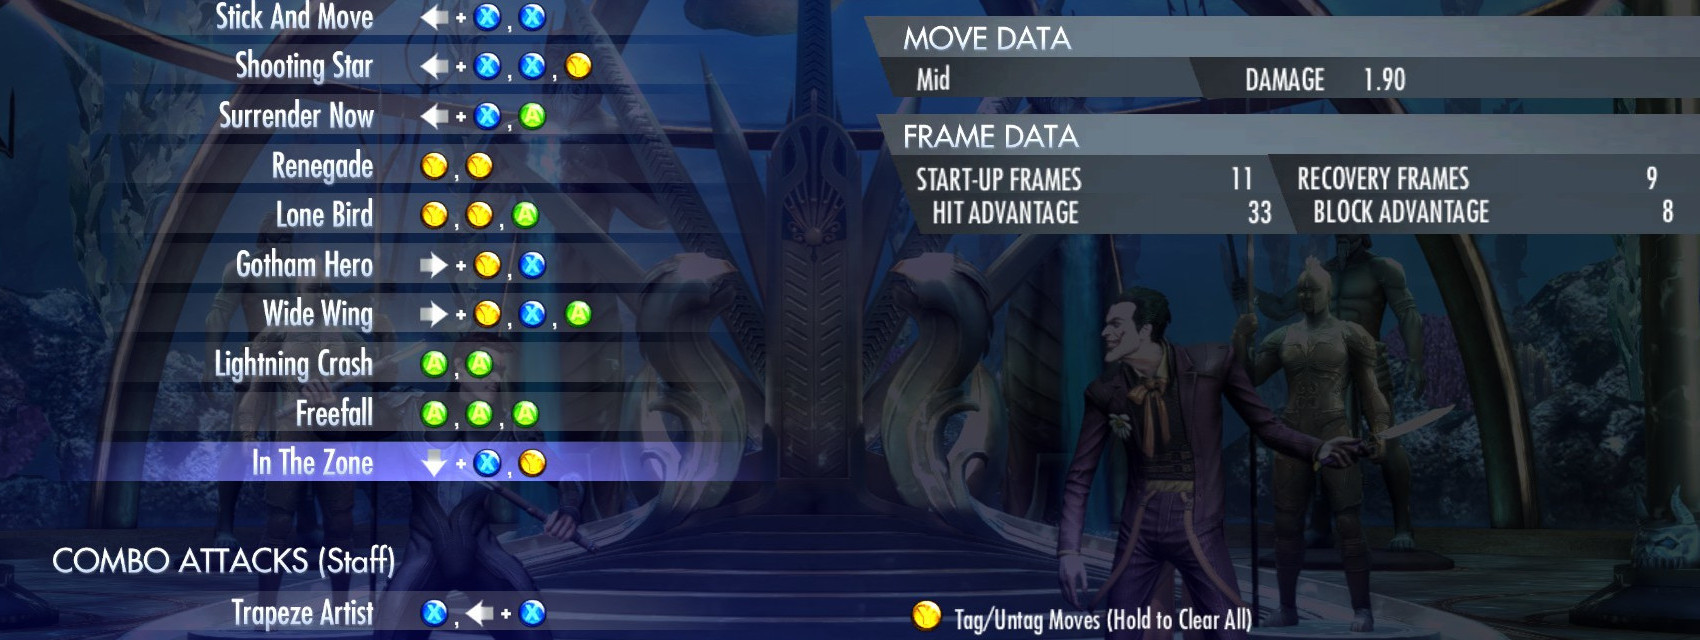 Stick And Move ← + X , X
Shooting Star ← + X , X , Y
Surrender Now ← + X , A
Renegade Y , Y
Lone Bird Y , Y , A
Gotham Hero → + Y , X
Wide Wing → + Y , X , A
Lightning Crash A , A
Freefall A , A , A
In The Zone ↓ + X , Y
COMBO ATTACKS (Staff)
Trapeze Artist X , ← + X
MOVE DATA
Mid DAMAGE 1.90
FRAME DATA
START-UP FRAMES 11 RECOVERY FRAMES 9
HIT ADVANTAGE 33 BLOCK ADVANTAGE 8
Y Tag/Untag Moves (Hold to Clear All)